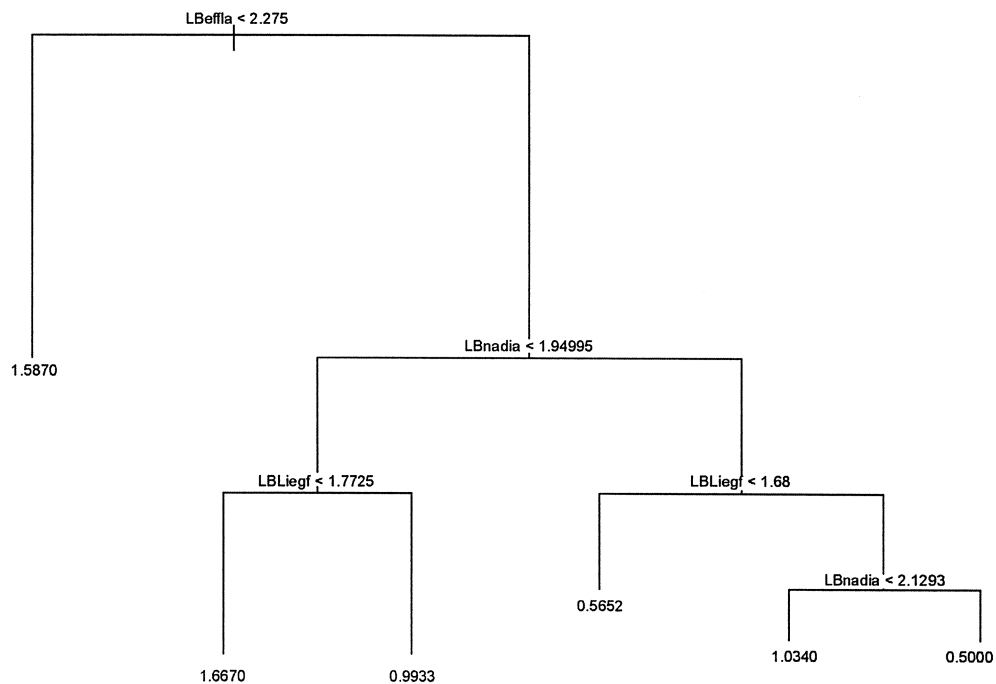 LBeffla < 2.275
LBnadia < 1.94995
1.5870
LBLiegf < 1.7725
LBLiegf < 1.68
LBnadia < 2.1293
0.5652
1.0340
0.5000
1.6670
0.9933